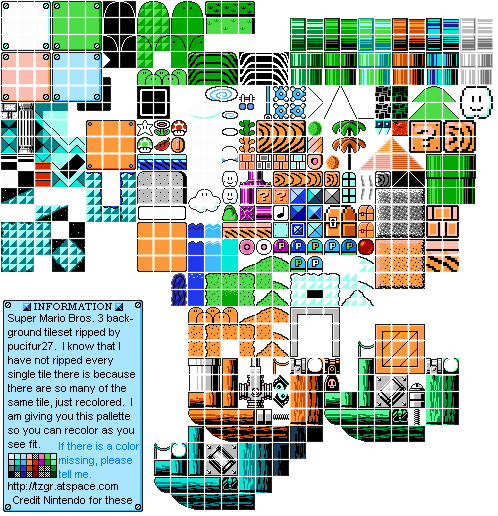 INFORMATION
Super Mario Bros. 3 back-
ground tileset ripped by
pucifur27. I know that I
have not ripped every
single tile there is because
there are so many of the
same tile, just recolored. I
am giving you this pallette
so you can recolor as you
see fit.
If there is a color
missing, please
tell me.
http://tzgr.atspace.com
Credit Nintendo for these
? ?
? ?
P P P P